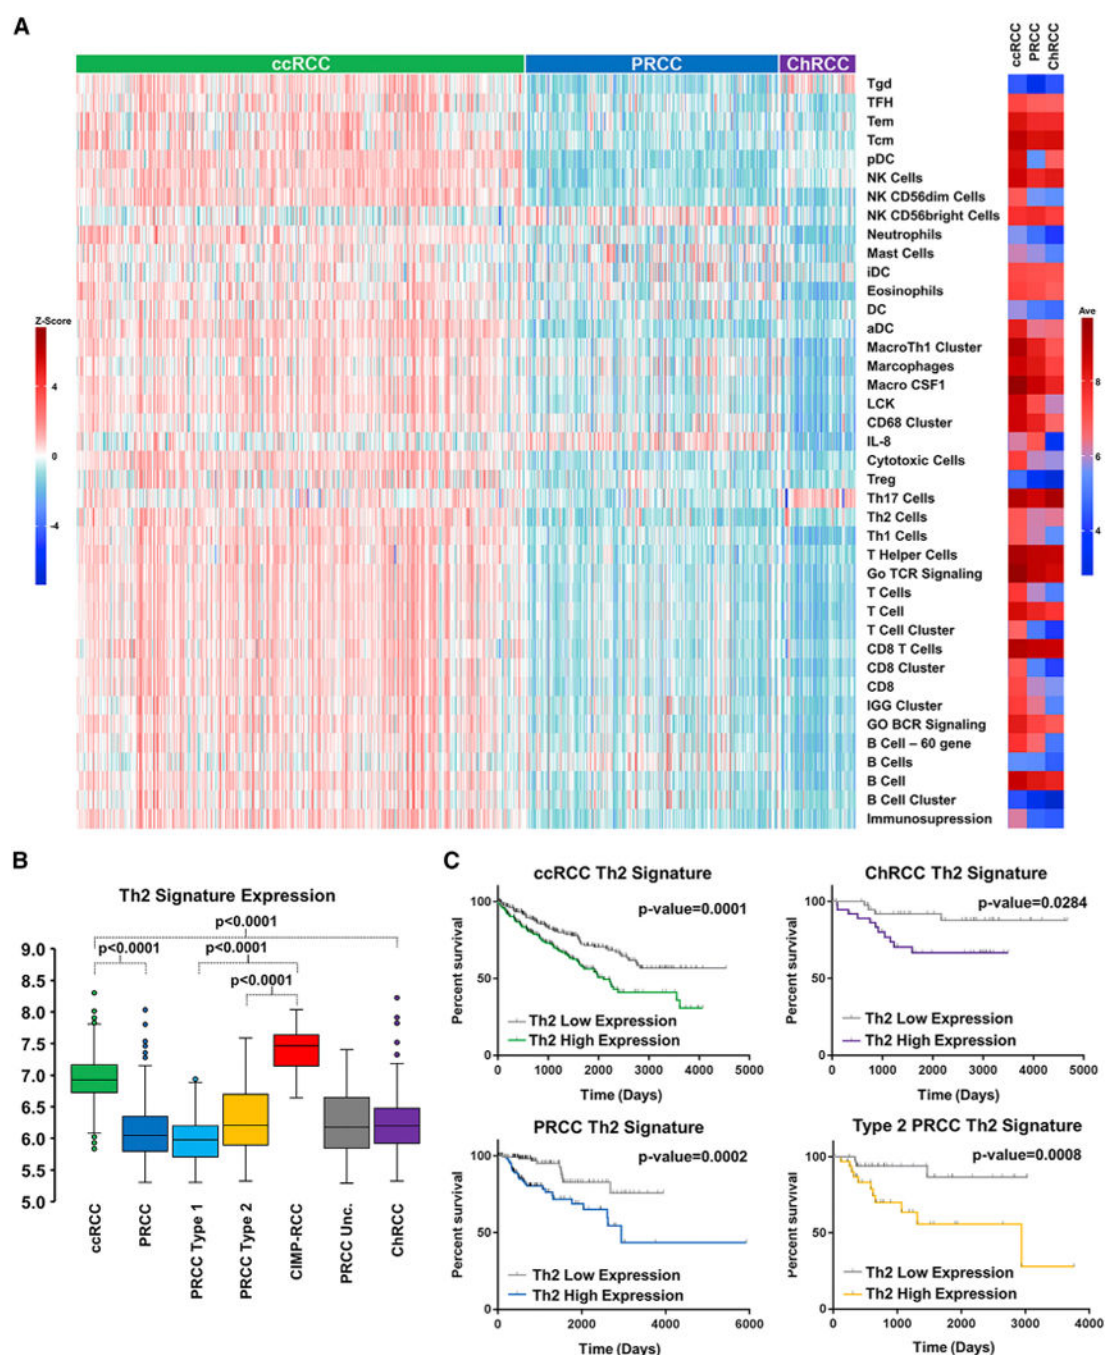 A
ccRCC PRCC ChRCC
ccRCC
PRCC
ChRCC
Tgd
TFH
Tem
Tcm
pDC
NK Cells
NK CD56dim Cells
NK CD56bright Cells
Neutrophils
Mast Cells
iDC
Eosinophils
DC
aDC
MacroTh1 Cluster
Marcophages
Macro CSF1
LCK
CD68 Cluster
IL-8
Cytotoxic Cells
Treg
Th17 Cells
Th2 Cells
Th1 Cells
T Helper Cells
Go TCR Signaling
T Cells
T Cell
T Cell Cluster
CD8 T Cells
CD8 Cluster
CD8
IGG Cluster
GO BCR Signaling
B Cell – 60 gene
B Cells
B Cell
B Cell Cluster
Immunosupression
Z-Score
4
0
-4
Ave
8
6
4
B
Th2 Signature Expression
p<0.0001
p<0.0001 p<0.0001
p<0.0001
9.0
8.5
8.0
7.5
7.0
6.5
6.0
5.5
5.0
ccRCC
PRCC
PRCC Type 1
PRCC Type 2
CIMP-RCC
PRCC Unc.
ChRCC
C
ccRCC Th2 Signature
p-value=0.0001
Percent survival
100
50
0
Th2 Low Expression
Th2 High Expression
0 1000 2000 3000 4000 5000
Time (Days)
ChRCC Th2 Signature
p-value=0.0284
Percent survival
100
50
0
Th2 Low Expression
Th2 High Expression
0 1000 2000 3000 4000 5000
Time (Days)
PRCC Th2 Signature
p-value=0.0002
Percent survival
100
50
0
Th2 Low Expression
Th2 High Expression
0 2000 4000 6000
Time (Days)
Type 2 PRCC Th2 Signature
p-value=0.0008
Percent survival
100
50
0
Th2 Low Expression
Th2 High Expression
0 1000 2000 3000 4000
Time (Days)